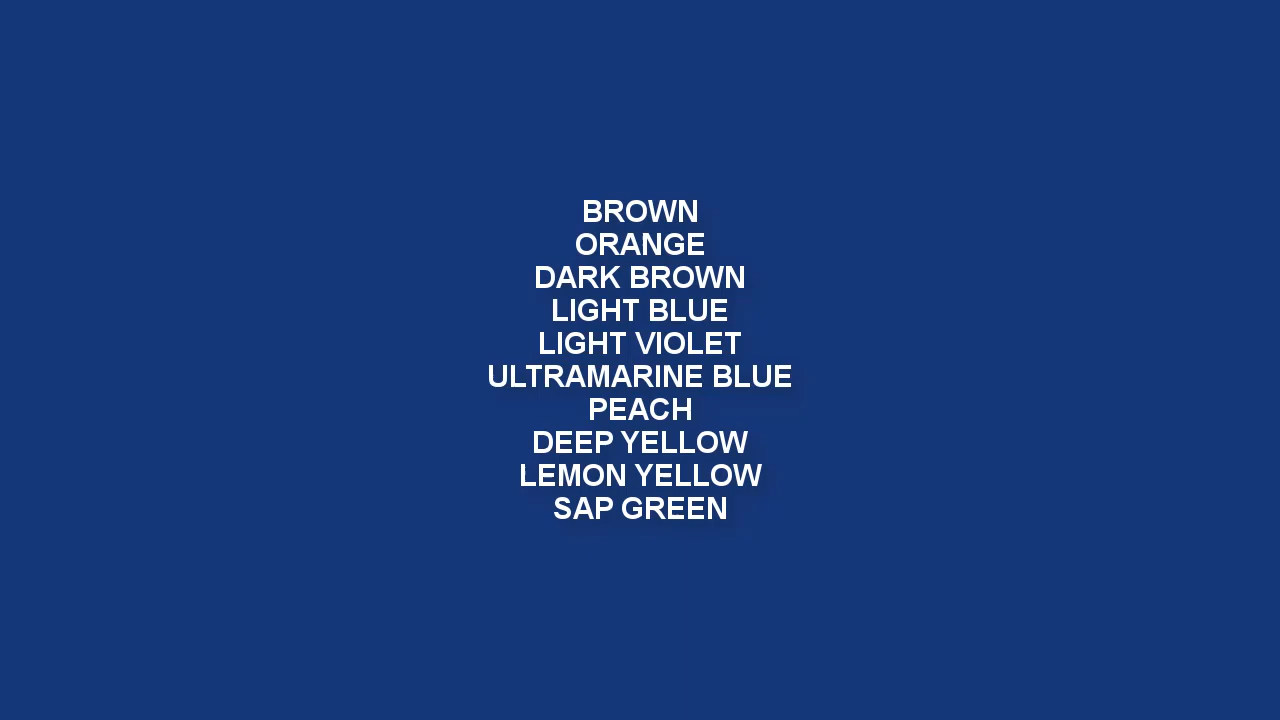 BROWN
ORANGE
DARK BROWN
LIGHT BLUE
LIGHT VIOLET
ULTRAMARINE BLUE
PEACH
DEEP YELLOW
LEMON YELLOW
SAP GREEN